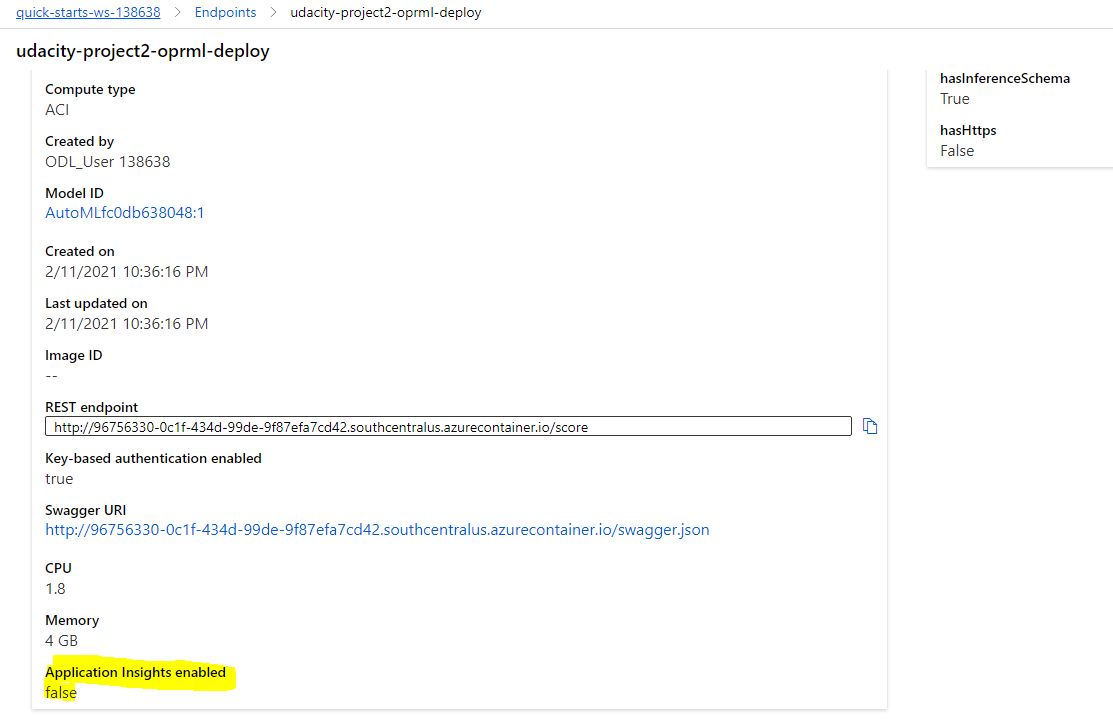 quick-starts-ws-138638 > Endpoints > udacity-project2-oprml-deploy
udacity-project2-oprml-deploy
Compute type
ACI
Created by
ODL_User 138638
Model ID
AutoMLfc0db638048:1
Created on
2/11/2021 10:36:16 PM
Last updated on
2/11/2021 10:36:16 PM
Image ID
--
REST endpoint
http://96756330-0c1f-434d-99de-9f87efa7cd42.southcentralus.azurecontainer.io/score
Key-based authentication enabled
true
Swagger URI
http://96756330-0c1f-434d-99de-9f87efa7cd42.southcentralus.azurecontainer.io/swagger.json
CPU
1.8
Memory
4 GB
Application Insights enabled
false
hasInferenceSchema
True
hasHttps
False